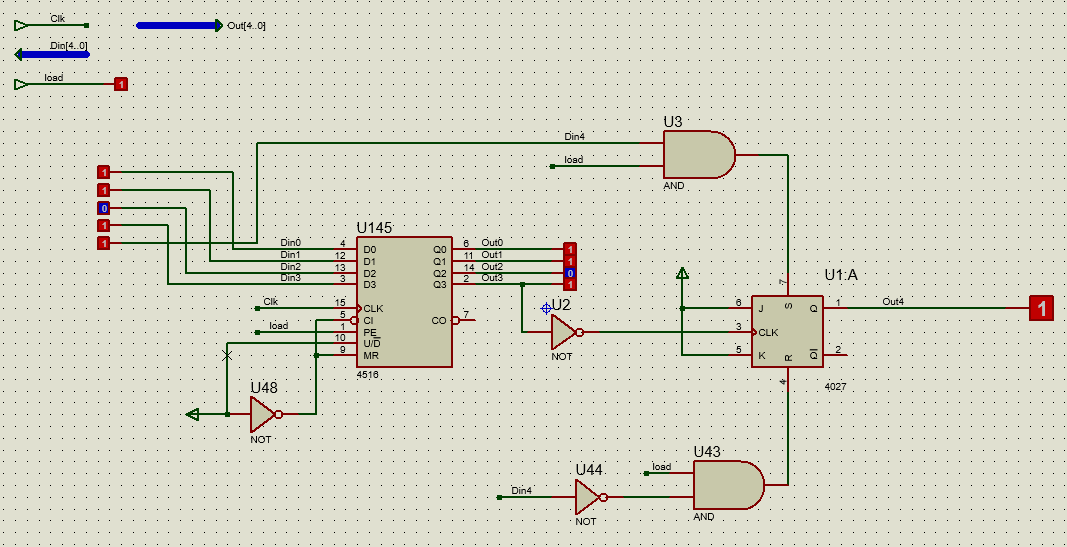 Clk
Out[4..0]
Din[4..0]
load
1
U3
Din4
load
AND
1
1
0
1
1
U145
Din0 4 D0 Q0 6 Out0 1
Din1 12 D1 Q1 11 Out1 1
Din2 13 D2 Q2 14 Out2 0
Din3 3 D3 Q3 2 Out3 1
Clk 15 CLK
5 CI CO 7
load 1 PE
10 U/D
9 MR
4516
U2
NOT
U1:A
7
S
6 J Q 1 Out4 1
3 CLK
5 K Q 2
R
4
4027
U48
NOT
U43
load
AND
U44
Din4
NOT